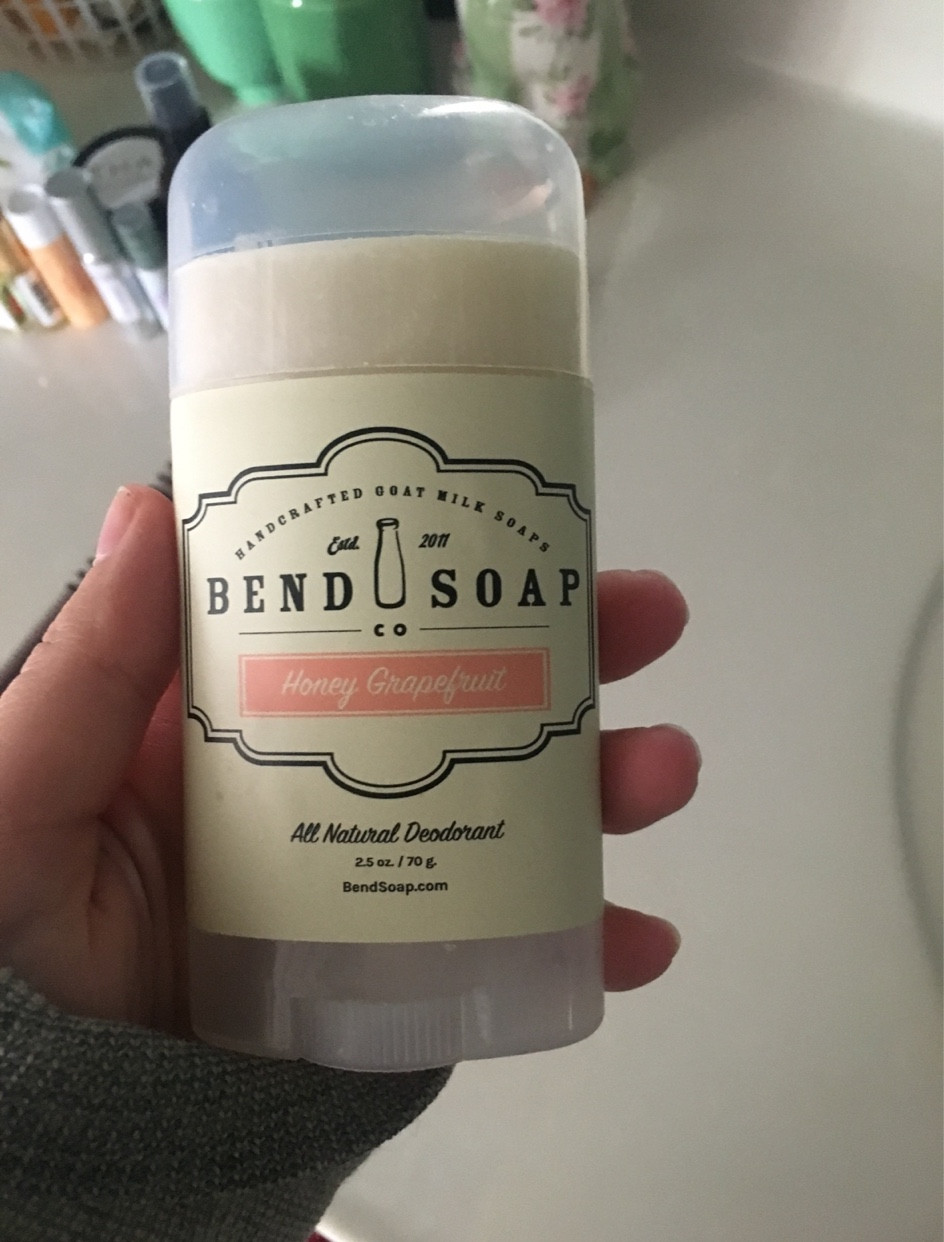 HANDCRAFTED GOAT MILK SOAPS
Estd. 2011
BEND SOAP
CO
Honey Grapefruit
All Natural Deodorant
2.5 oz. / 70 g.
BendSoap.com